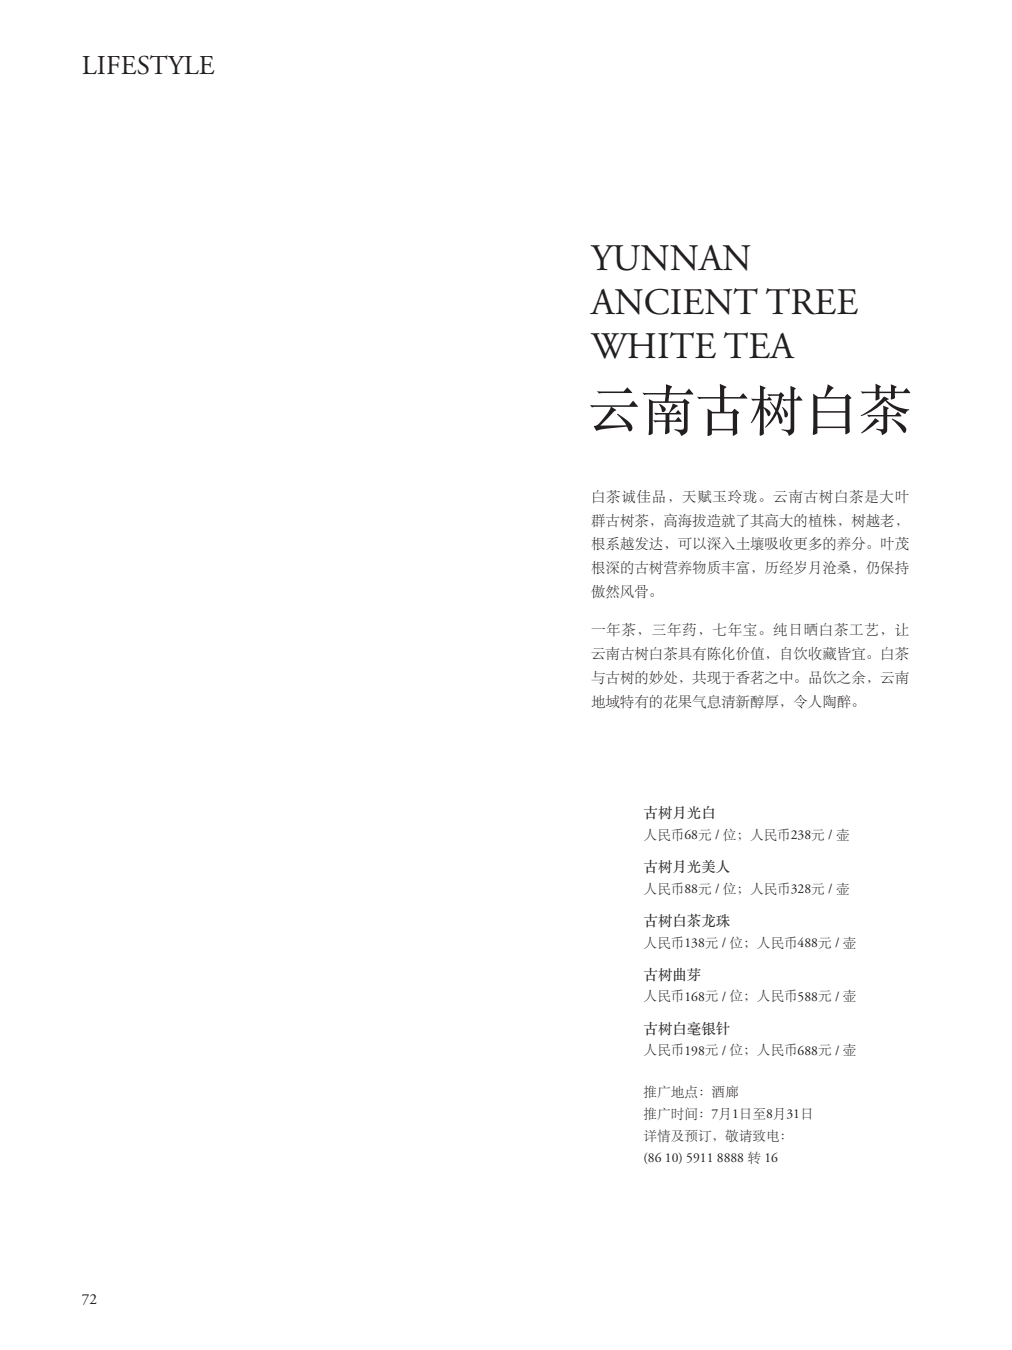 LIFESTYLE
YUNNAN
ANCIENT TREE
WHITE TEA
云南古树白茶
白茶诚佳品，天赋玉玲珑。云南古树白茶是大叶
群古树茶，高海拔造就了其高大的植株，树越老，
根系越发达，可以深入土壤吸收更多的养分。叶茂
根深的古树营养物质丰富，历经岁月沧桑，仍保持
傲然风骨。
一年茶，三年药，七年宝。纯日晒白茶工艺，让
云南古树白茶具有陈化价值，自饮收藏皆宜。白茶
与古树的妙处，共现于香茗之中。品饮之余，云南
地域特有的花果气息清新醇厚，令人陶醉。
古树月光白
人民币68元 / 位；人民币238元 / 壶
古树月光美人
人民币88元 / 位；人民币328元 / 壶
古树白茶龙珠
人民币138元 / 位；人民币488元 / 壶
古树曲芽
人民币168元 / 位；人民币588元 / 壶
古树白毫银针
人民币198元 / 位；人民币688元 / 壶
推广地点：酒廊
推广时间：7月1日至8月31日
详情及预订，敬请致电：
(86 10) 5911 8888 转 16
72